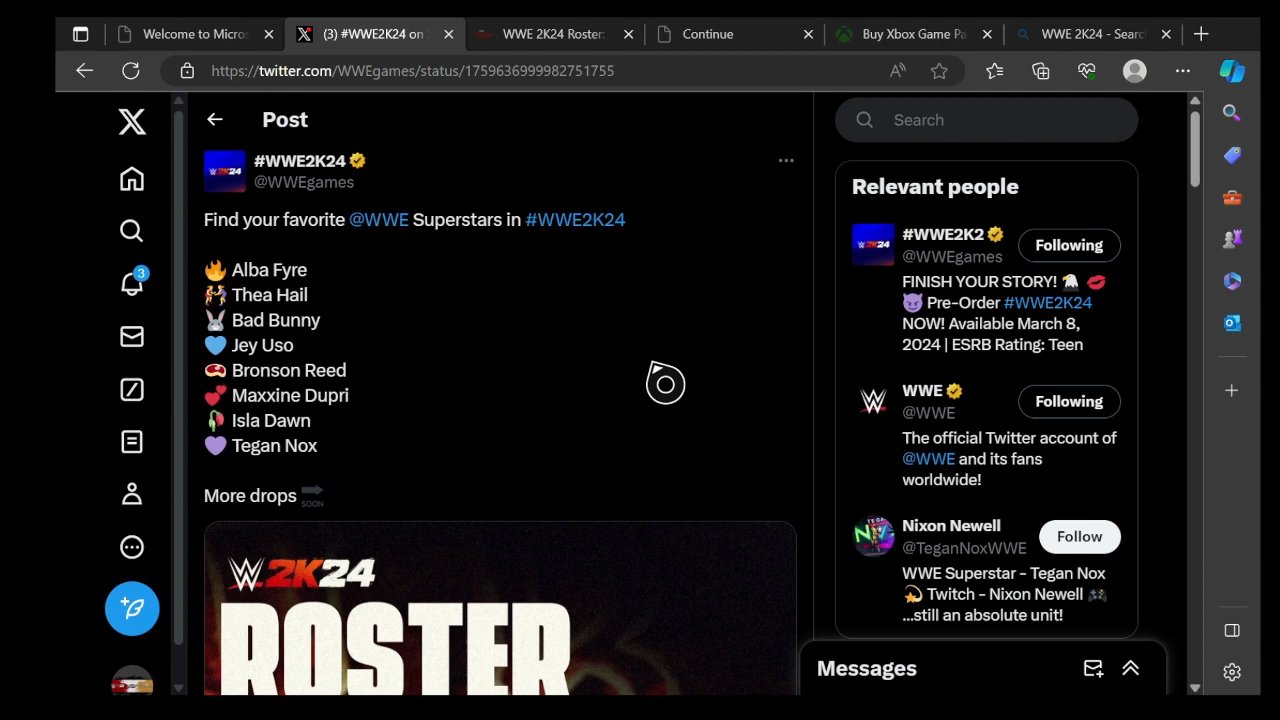 Welcome to Micros
(3) #WWE2K24 on
WWE 2K24 Roster:
Continue
Buy Xbox Game Pa
WWE 2K24 - Searc
https://twitter.com/WWEgames/status/1759636999982751755
Post
#WWE2K24
@WWEgames
Find your favorite @WWE Superstars in #WWE2K24
🔥 Alba Fyre
🤼 Thea Hail
🐰 Bad Bunny
💙 Jey Uso
🥩 Bronson Reed
💕 Maxxine Dupri
🥀 Isla Dawn
💜 Tegan Nox
More drops 🔜
W 2K24
ROSTER
3
Search
Relevant people
#WWE2K2
@WWEgames
Following
FINISH YOUR STORY! 🦅 💋
😈 Pre-Order #WWE2K24
NOW! Available March 8,
2024 | ESRB Rating: Teen
WWE
@WWE
Following
The official Twitter account of
@WWE and its fans
worldwide!
Nixon Newell
@TeganNoxWWE
Follow
WWE Superstar - Tegan Nox
💫 Twitch - Nixon Newell 🎮
...still an absolute unit!
Messages